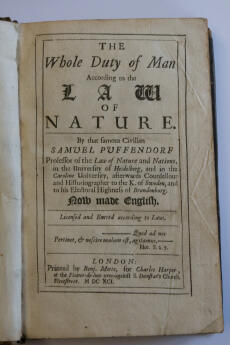 THE
Whole Duty of Man
According to the
LAW
OF
NATURE.
By that famous Civilian
SAMUEL PUFFENDORF
Professor of the Law of Nature and Nations,
in the University of Heidelberg, and in the
Caroline University, afterwards Counsellour
and Historiographer to the K. of Sweden, and
to his Electoral Highness of Brandenburg.
Now made English.
Licensed and Entred according to Law.
Quod ad nos
Pertinet, & nescire malum est, agitamus,
Hor.
LONDON:
Printed by Benj. Motte, for Charles Harper,
at the Flower-de-luce over-against S. Dunstan's Church,
Fleetstreet. M DC XCI.